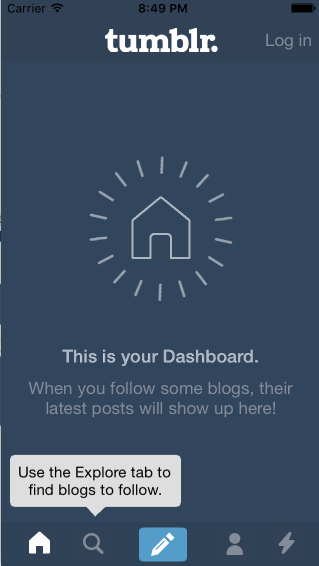 Carrier 8:49 PM
tumblr. Log in
This is your Dashboard.
When you follow some blogs, their
latest posts will show up here!
Use the Explore tab to
find blogs to follow.